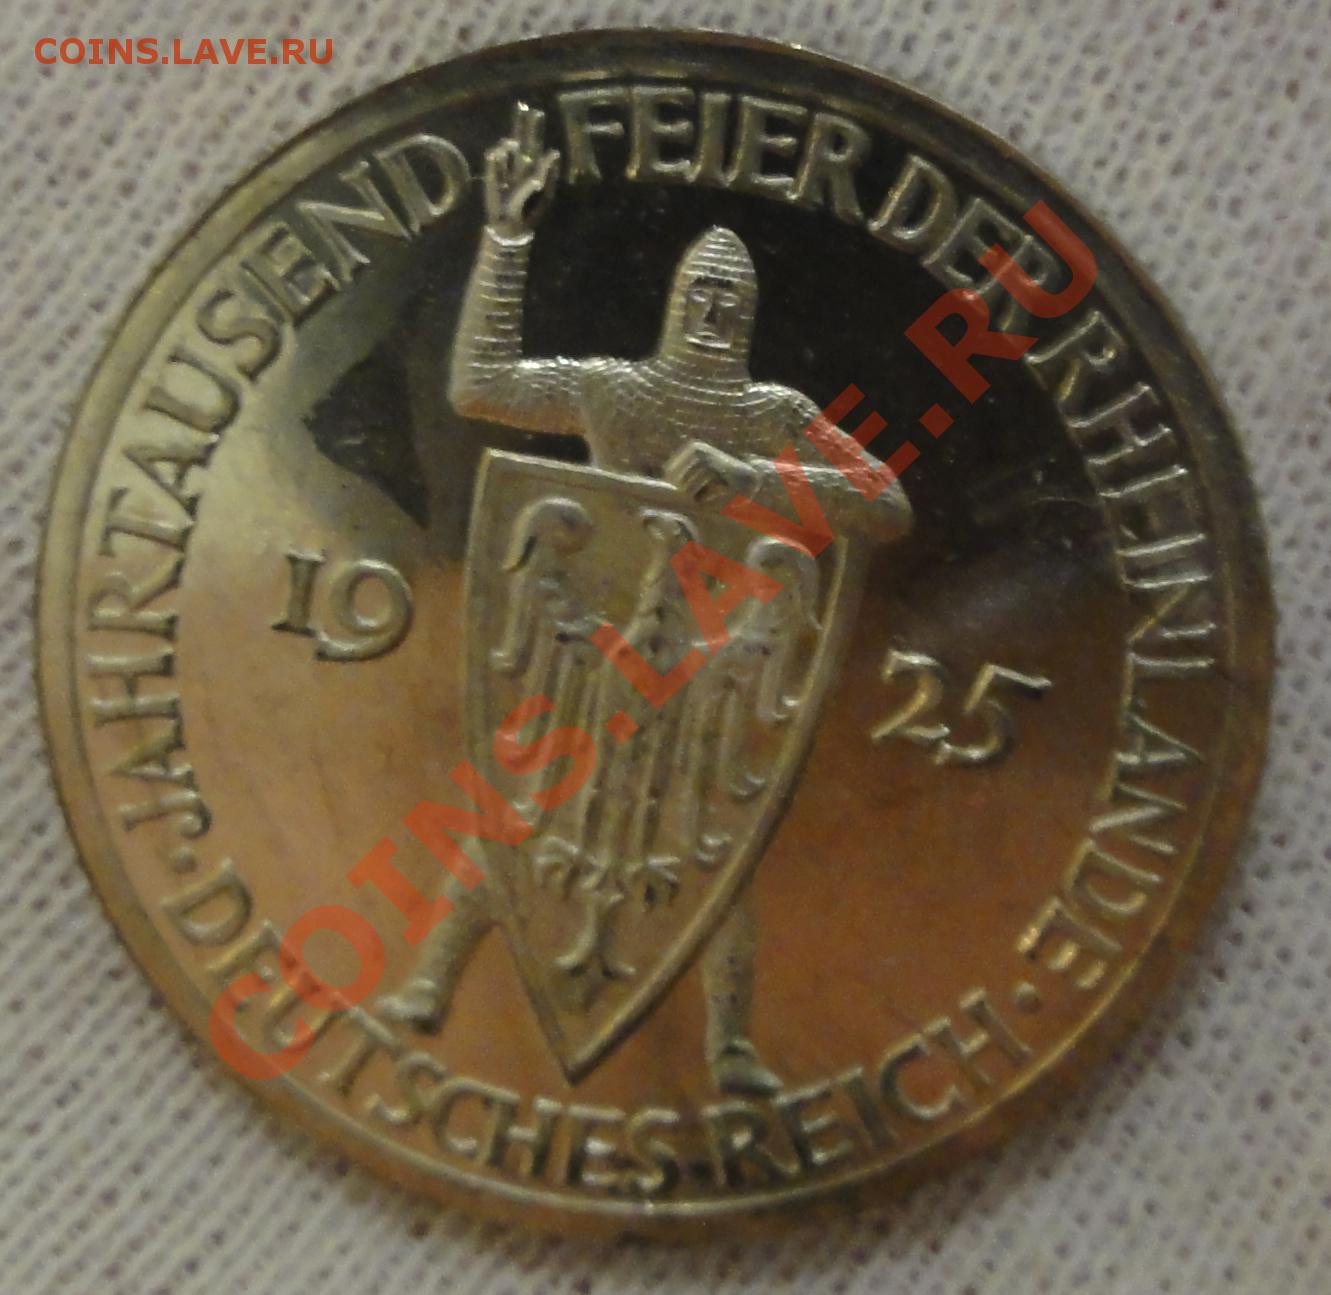 COINS.LAVE.RU
JAHRTAUSEND FEIER DER RHEINLANDE
19 25
· DEUTSCHES REICH ·
COINS.LAVE.RU